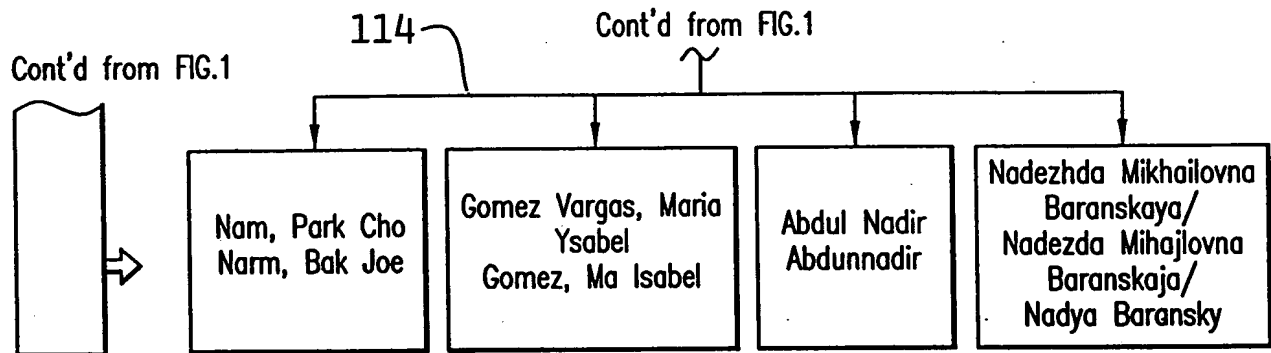 114
Cont'd from FIG.1
Cont'd from FIG.1
Nam, Park Cho
Narm, Bak Joe
Gomez Vargas, Maria
Ysabel
Gomez, Ma Isabel
Abdul Nadir
Abdunnadir
Nadezhda Mikhailovna
Baranskaya/
Nadezda Mihajlovna
Baranskaja/
Nadya Baransky